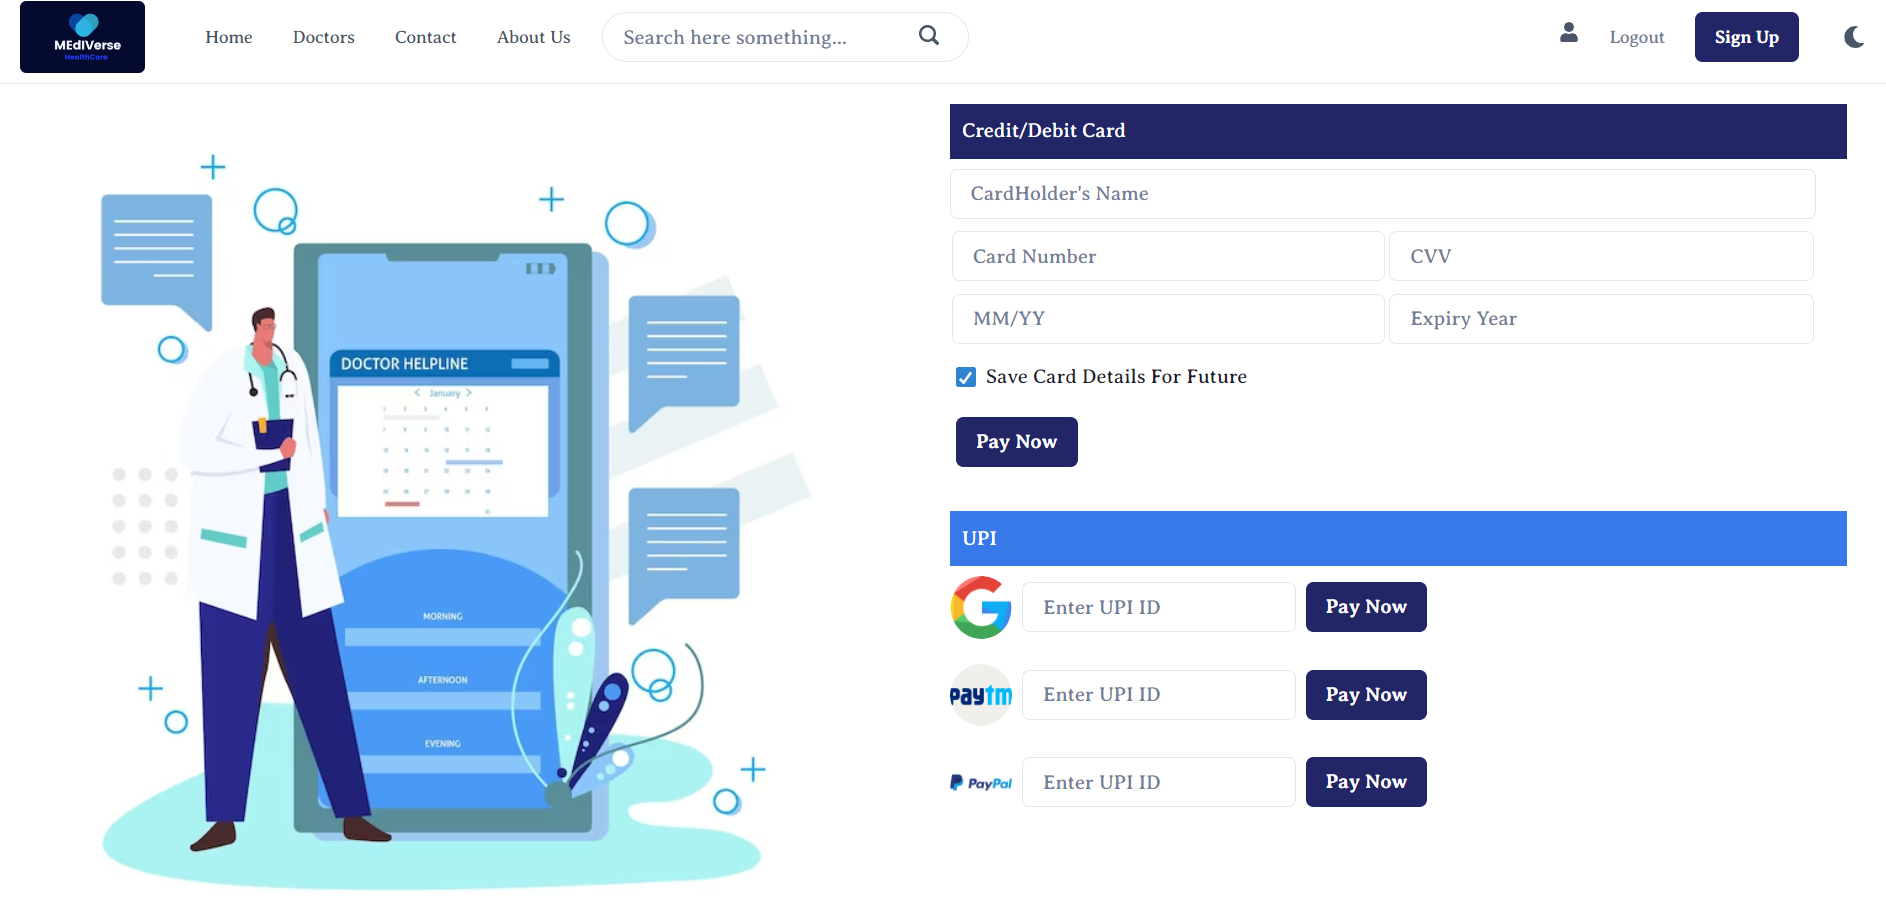 MEdiVerse
HealthCare
Home Doctors Contact About Us Search here something... Logout Sign Up
Credit/Debit Card
CardHolder's Name
Card Number CVV
MM/YY Expiry Year
Save Card Details For Future
Pay Now
UPI
Enter UPI ID Pay Now
paytm Enter UPI ID Pay Now
PayPal Enter UPI ID Pay Now
DOCTOR HELPLINE
January
MORNING
AFTERNOON
EVENING